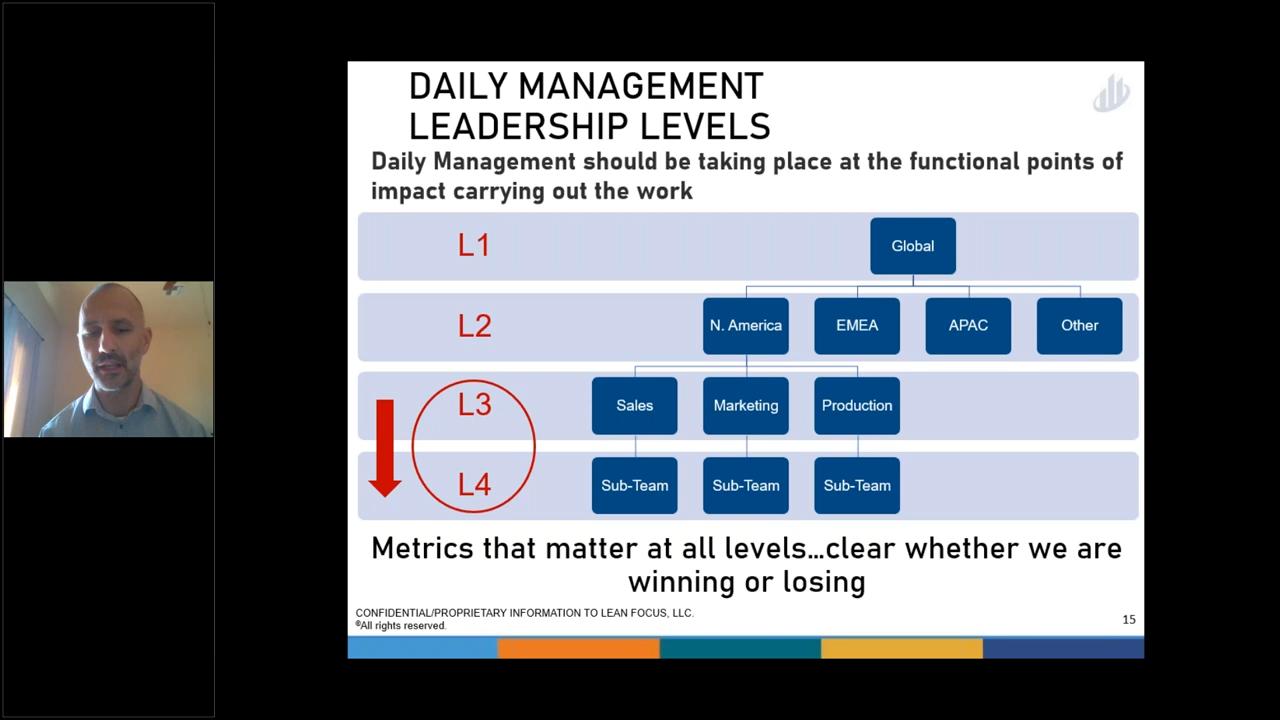 DAILY MANAGEMENT
LEADERSHIP LEVELS
Daily Management should be taking place at the functional points of
impact carrying out the work
L1
Global
L2
N. America
EMEA
APAC
Other
L3
Sales
Marketing
Production
L4
Sub-Team
Sub-Team
Sub-Team
Metrics that matter at all levels...clear whether we are
winning or losing
CONFIDENTIAL/PROPRIETARY INFORMATION TO LEAN FOCUS, LLC.
®All rights reserved.
15